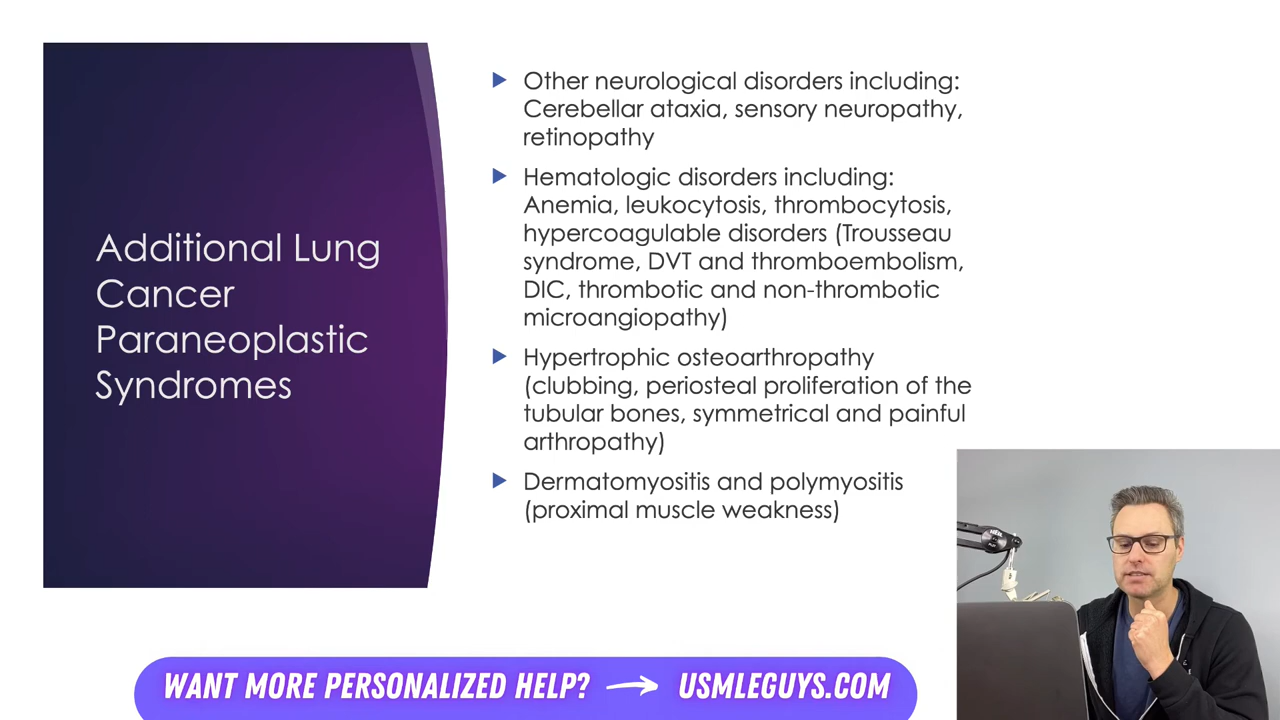 Additional Lung
Cancer
Paraneoplastic
Syndromes
Other neurological disorders including:
Cerebellar ataxia, sensory neuropathy,
retinopathy
Hematologic disorders including:
Anemia, leukocytosis, thrombocytosis,
hypercoagulable disorders (Trousseau
syndrome, DVT and thromboembolism,
DIC, thrombotic and non-thrombotic
microangiopathy)
Hypertrophic osteoarthropathy
(clubbing, periosteal proliferation of the
tubular bones, symmetrical and painful
arthropathy)
Dermatomyositis and polymyositis
(proximal muscle weakness)
WANT MORE PERSONALIZED HELP? → USMLEGUYS.COM